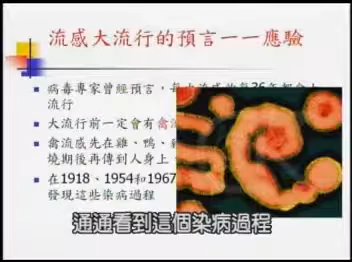 流感大流行的預言一一應驗
病毒專家曾經預言，每
流行
大流行前一定會有禽
禽流感先在雞、鴨、
燒期後再傳到人身上，
在1918、1954和1967
發現這些染病過程
通通看到這個染病過程